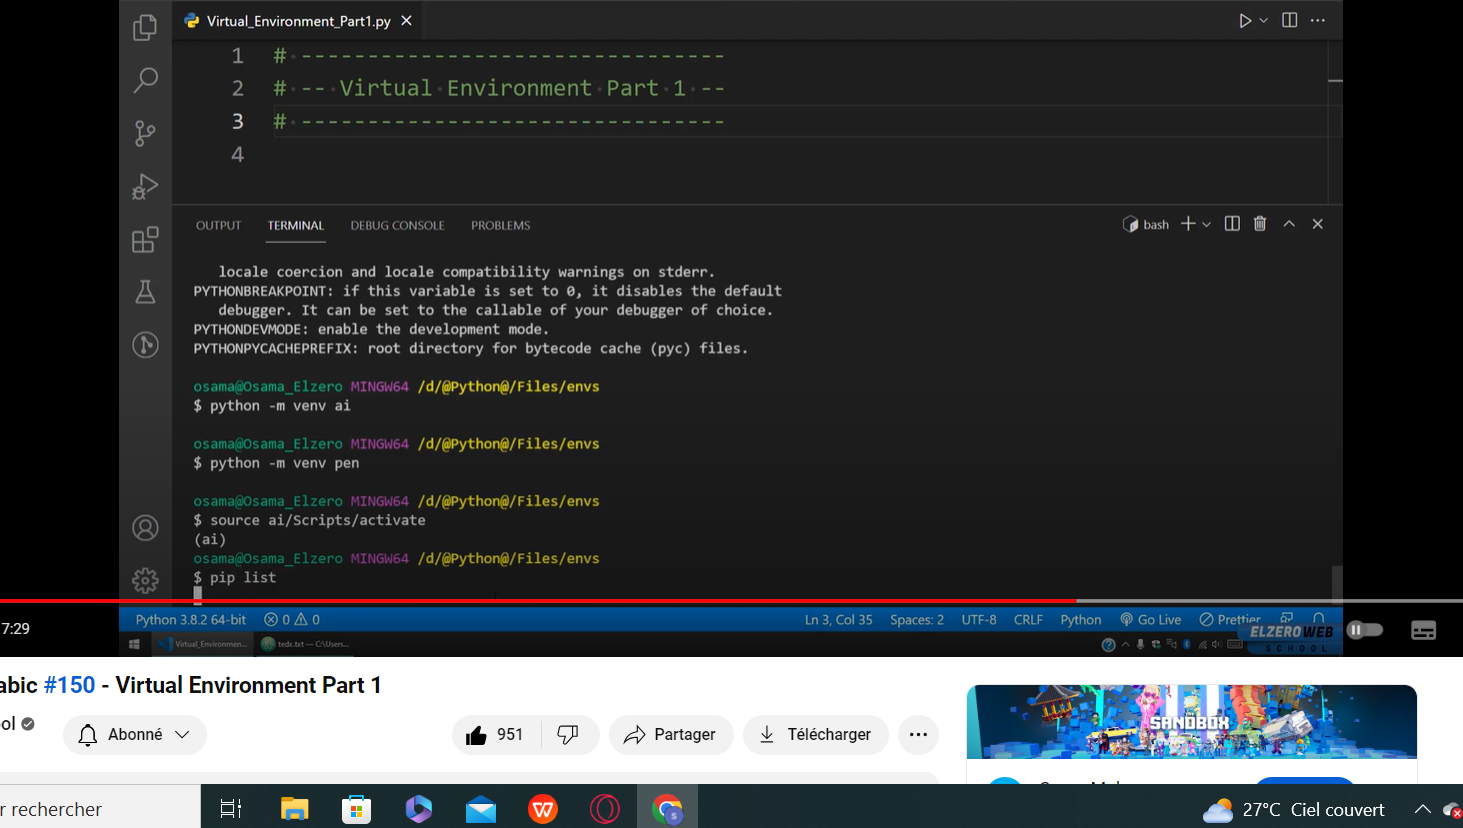 Virtual_Environment_Part1.py
1 # --------------------------------
2 # -- Virtual Environment Part 1 --
3 # --------------------------------
4
OUTPUT TERMINAL DEBUG CONSOLE PROBLEMS
bash
locale coercion and locale compatibility warnings on stderr.
PYTHONBREAKPOINT: if this variable is set to 0, it disables the default
debugger. It can be set to the callable of your debugger of choice.
PYTHONDEVMODE: enable the development mode.
PYTHONPYCACHEPREFIX: root directory for bytecode cache (pyc) files.
osama@Osama_Elzero MINGW64 /d/@Python@/Files/envs
$ python -m venv ai
osama@Osama_Elzero MINGW64 /d/@Python@/Files/envs
$ python -m venv pen
osama@Osama_Elzero MINGW64 /d/@Python@/Files/envs
$ source ai/Scripts/activate
(ai)
osama@Osama_Elzero MINGW64 /d/@Python@/Files/envs
$ pip list
Python 3.8.2 64-bit 0 0 Ln 3, Col 35 Spaces: 2 UTF-8 CRLF Python Go Live Prettier
7:29
Virtual_Environmen... tedx.txt — C:\Users...
ELZERO WEB
SCHOOL
abic #150 - Virtual Environment Part 1
ol
Abonné
951
Partager
Télécharger
SANDBOX
r rechercher
27°C Ciel couvert